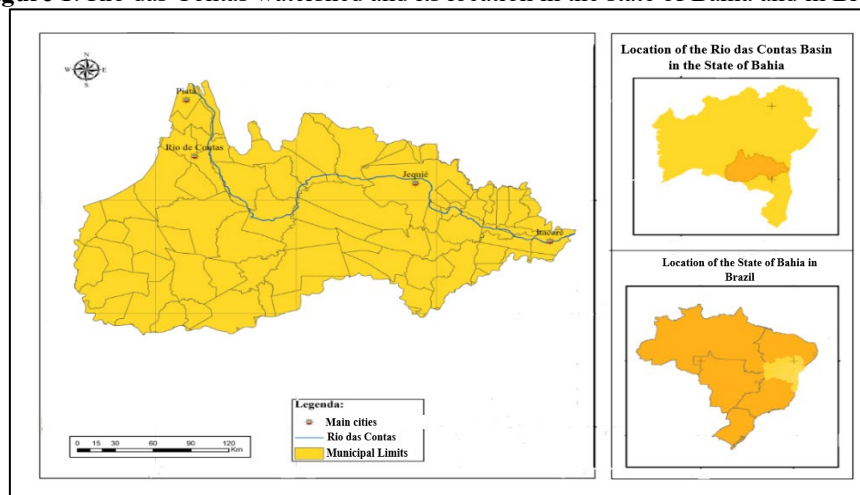 Figure 1. Rio das Contas watershed and its location in the state of Bahia and in
N
W E
S
Piatã
Rio de Contas
Jequié
Itacaré
Legenda:
Main cities
Rio das Contas
Municipal Limits
0 15 30 60 90 120
Km
Location of the Rio das Contas Basin
in the State of Bahia
Location of the State of Bahia in
Brazil